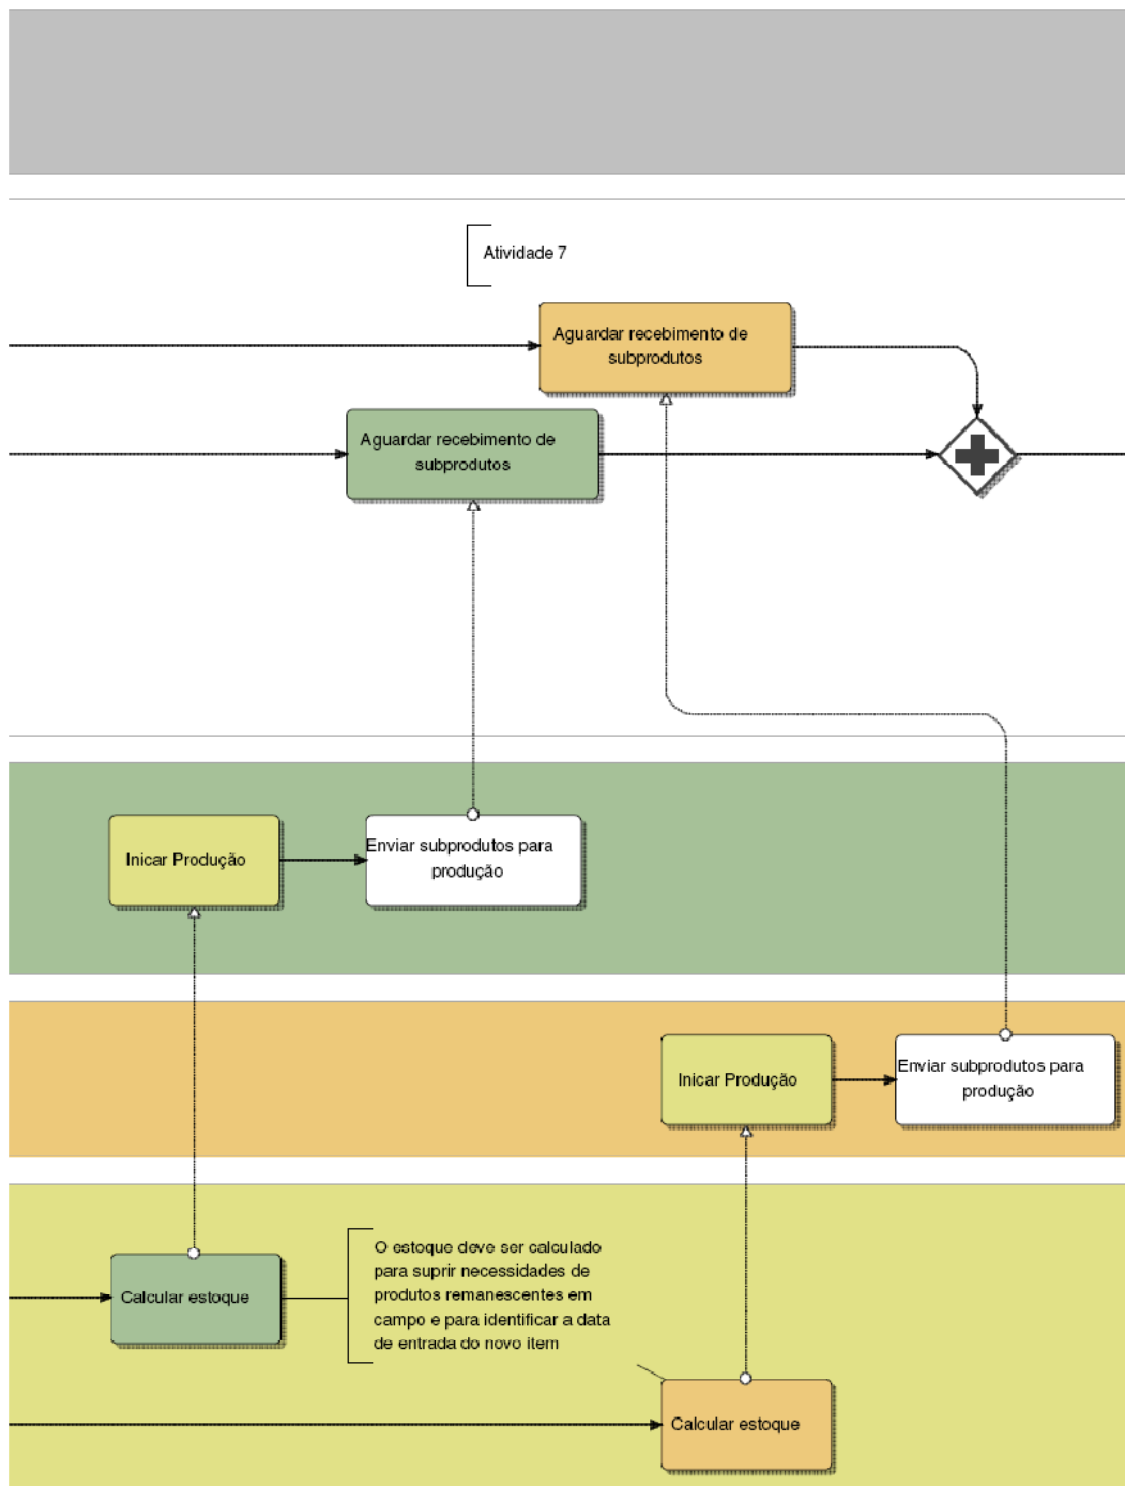 Atividade 7
Aguardar recebimento de
subprodutos
Aguardar recebimento de
subprodutos
Inicar Produção
Enviar subprodutos para
produção
Inicar Produção
Enviar subprodutos para
produção
O estoque deve ser calculado
para suprir necessidades de
produtos remanescentes em
campo e para identificar a data
de entrada do novo item
Calcular estoque
Calcular estoque